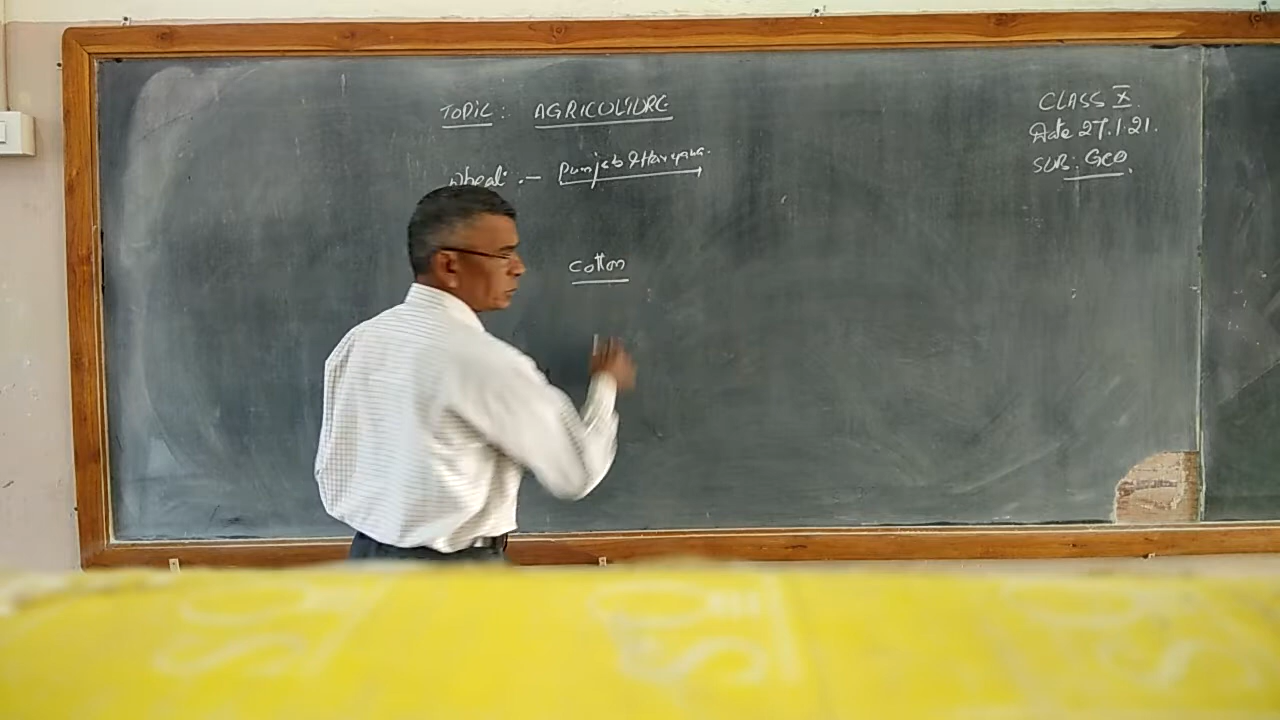 TOPIC: AGRICULTURE
Wheat :- Punjab & Haryana.
Cotton
CLASS X
Date 27.1.21.
SUB: GEO